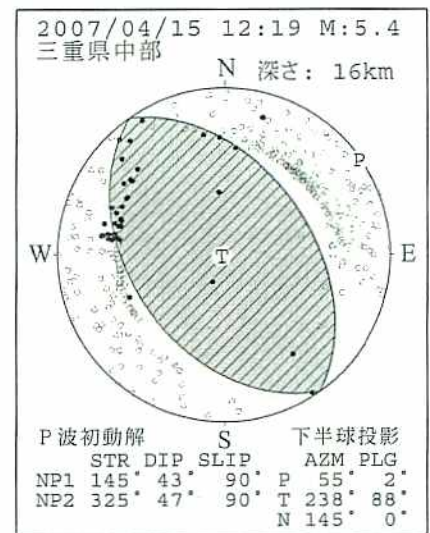 2007/04/15 12:19 M:5.4
三重県中部
深さ: 16km
N
P
W
T
E
S
P波初動解 下半球投影
STR DIP SLIP AZM PLG
NP1 145° 43° 90° P 55° 2°
NP2 325° 47° 90° T 238° 88°
N 145° 0°